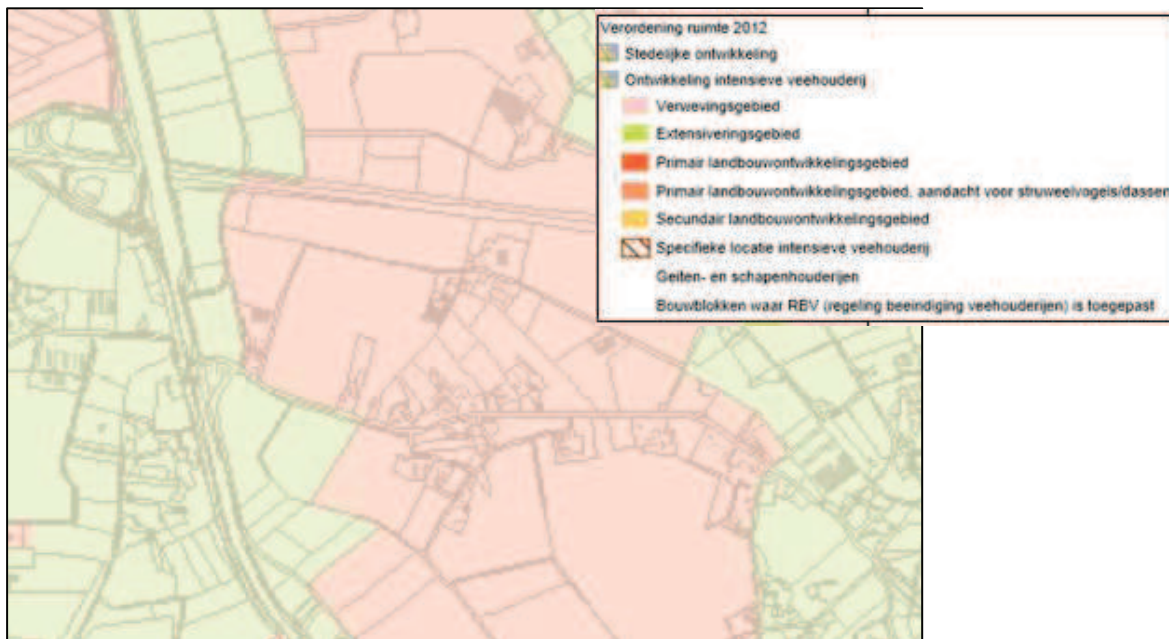 Verordening ruimte 2012
Stedelijke ontwikkeling
Ontwikkeling intensieve veehouderij
Verwevingsgebied
Extensiveringsgebied
Primair landbouwontwikkelingsgebied
Primair landbouwontwikkelingsgebied, aandacht voor struweelvogels/dassen
Secundair landbouwontwikkelingsgebied
Specifieke locatie intensieve veehouderij
Geiten- en schapenhouderijen
Bouwblokken waar RBV (regeling beeindiging veehouderijen) is toegepast